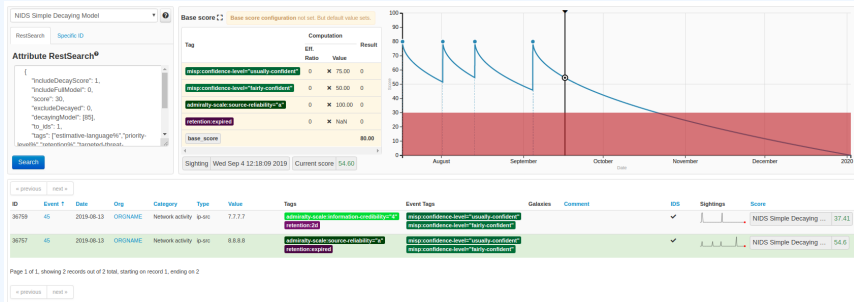 NIDS Simple Decaying Model
RestSearch Specific ID
Attribute RestSearch
{
"includeDecayScore": 1,
"includeFullModel": 0,
"score": 30,
"excludeDecayed": 0,
"decayingModel": [85],
"to_ids": 1,
"tags": ["estimative-language%","priority-
level%","retention%","targeted-threat-
Search
Base score Base score configuration not set. But default value sets.
Tag Computation Result
Eff. Ratio Value
misp:confidence-level="usually-confident" 0 × 75.00 0
misp:confidence-level="fairly-confident" 0 × 50.00 0
admiralty-scale:source-reliability="a" 0 × 100.00 0
retention:expired 0 × NaN 0
base_score 80.00
Sighting Wed Sep 4 12:18:09 2019 Current score 54.60
100
90
80
70
60
50
40
30
20
10
0
Score
August September October November December 2020
Date
« previous next »
ID Event ↑ Date Org Category Type Value Tags Event Tags Galaxies Comment IDS Sightings Score
36759 45 2019-08-13 ORGNAME Network activity ip-src 7.7.7.7 admiralty-scale:information-credibility="4" misp:confidence-level="usually-confident" ✔ NIDS Simple Decaying ... 37.41
retention:2d misp:confidence-level="fairly-confident"
36757 45 2019-08-13 ORGNAME Network activity ip-src 8.8.8.8 admiralty-scale:source-reliability="a" misp:confidence-level="usually-confident" ✔ NIDS Simple Decaying ... 54.6
retention:expired misp:confidence-level="fairly-confident"
Page 1 of 1, showing 2 records out of 2 total, starting on record 1, ending on 2
« previous next »